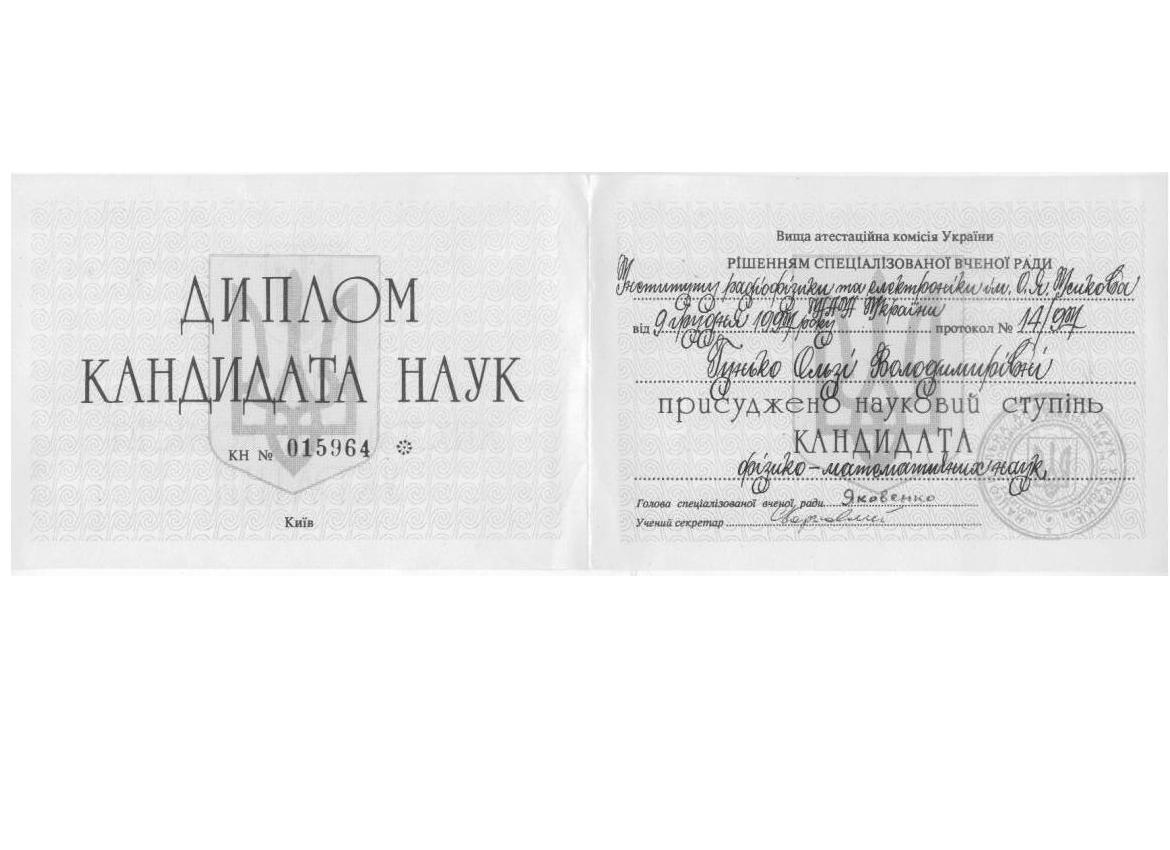 ДИПЛОМ
КАНДИДАТА НАУК
КН № 015964
Київ
Вища атестаційна комісія України
РІШЕННЯМ СПЕЦІАЛІЗОВАНОЇ ВЧЕНОЇ РАДИ
Інституту радіофізики та електроніки ім. О.Я. Усикова
НАН України
від 9 грудня 1997 року протокол № 14/97
Ользі Володимирівні
присуджено науковий ступінь
КАНДИДАТА
фізико-математичних наук
Голова спеціалізованої вченої ради Яковенко
Учений секретар